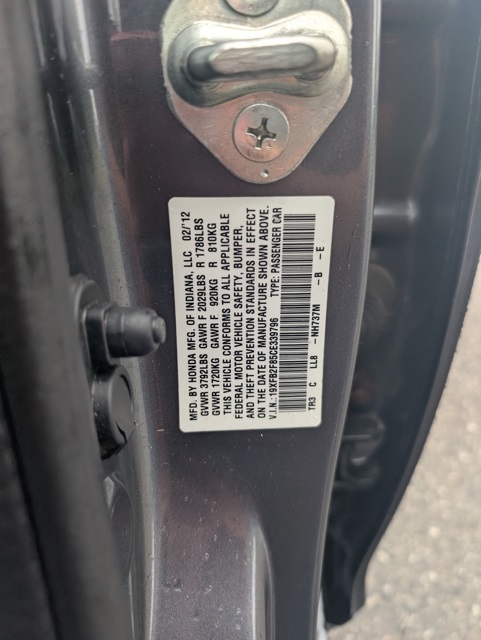 MFD. BY HONDA MFG. OF INDIANA, LLC 02/12
GVWR 3792LBS GAWR F 2029LBS R 1786LBS
GVWR 1720KG GAWR F 920KG R 810KG
THIS VEHICLE CONFORMS TO ALL APPLICABLE
FEDERAL MOTOR VEHICLE SAFETY, BUMPER,
AND THEFT PREVENTION STANDARDS IN EFFECT
ON THE DATE OF MANUFACTURE SHOWN ABOVE.
V.I.N.:19XFB2F85CE339796 TYPE: PASSENGER CAR
TR3 C LL8 -NH737M -B -E